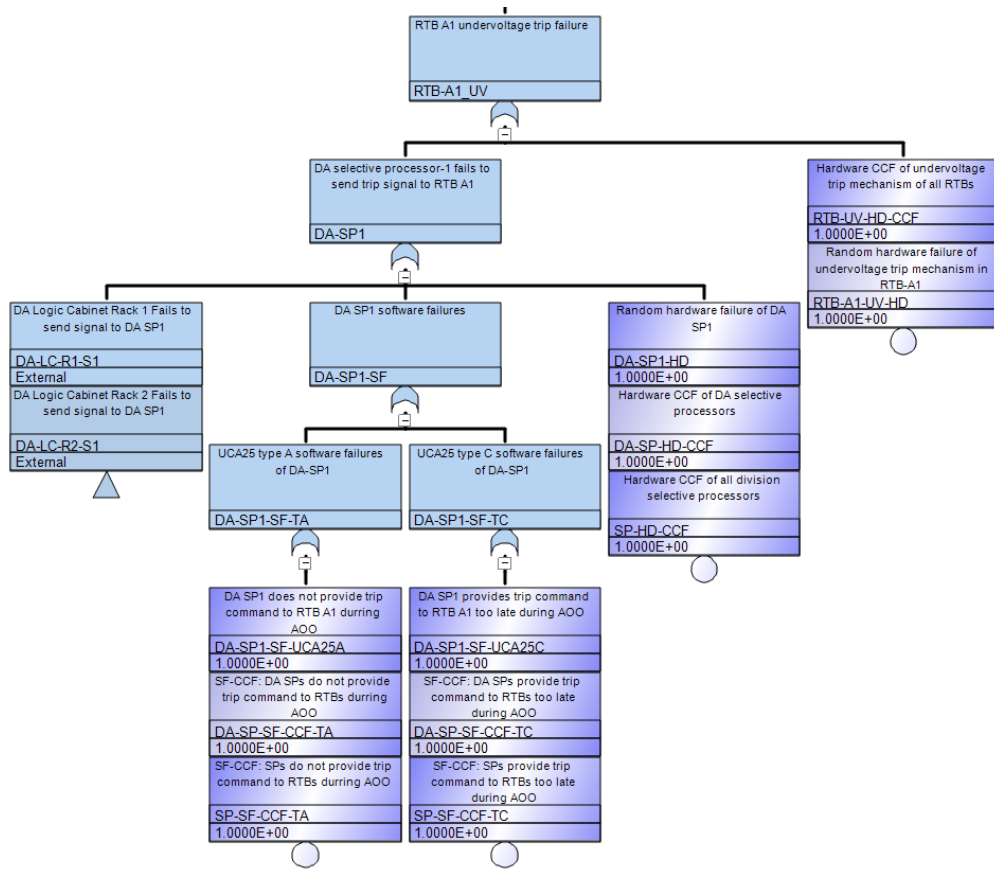 RTB A1 undervoltage trip failure
RTB-A1_UV
DA selective processor-1 fails to
send trip signal to RTB A1
DA-SP1
Hardware CCF of undervoltage
trip mechanism of all RTBs
RTB-UV-HD-CCF
1.0000E+00
Random hardware failure of
undervoltage trip mechanism in
RTB-A1
RTB-A1-UV-HD
1.0000E+00
DA Logic Cabinet Rack 1 Fails to
send signal to DA SP1
DA-LC-R1-S1
External
DA Logic Cabinet Rack 2 Fails to
send signal to DA SP1
DA-LC-R2-S1
External
DA SP1 software failures
DA-SP1-SF
Random hardware failure of DA
SP1
DA-SP1-HD
1.0000E+00
Hardware CCF of DA selective
processors
DA-SP-HD-CCF
1.0000E+00
Hardware CCF of all division
selective processors
SP-HD-CCF
1.0000E+00
UCA25 type A software failures
of DA-SP1
DA-SP1-SF-TA
UCA25 type C software failures
of DA-SP1
DA-SP1-SF-TC
DA SP1 does not provide trip
command to RTB A1 durring
AOO
DA-SP1-SF-UCA25A
1.0000E+00
SF-CCF: DA SPs do not provide
trip command to RTBs durring
AOO
DA-SP-SF-CCF-TA
1.0000E+00
SF-CCF: SPs do not provide trip
command to RTBs durring AOO
SP-SF-CCF-TA
1.0000E+00
DA SP1 provides trip command
to RTB A1 too late during AOO
DA-SP1-SF-UCA25C
1.0000E+00
SF-CCF: DA SPs provide trip
command to RTBs too late
during AOO
DA-SP-SF-CCF-TC
1.0000E+00
SF-CCF: SPs provide trip
command to RTBs too late
during AOO
SP-SF-CCF-TC
1.0000E+00